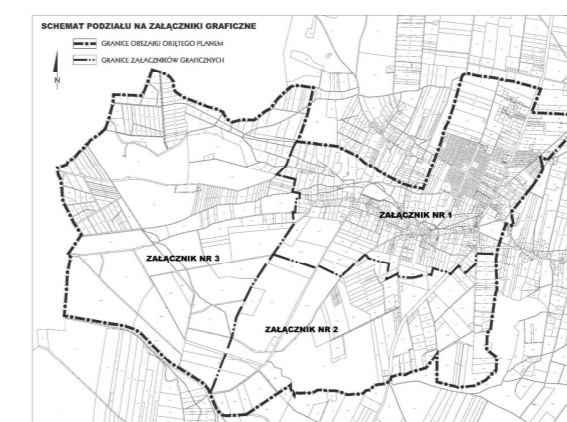 SCHEMAT PODZIAŁU NA ZAŁĄCZNIKI GRAFICZNE
GRANICE OBSZARU OBJĘTEGO PLANEM
GRANICE ZAŁACZNIKÓW GRAFICZNYCH
N
ZAŁĄCZNIK NR 1
ZAŁĄCZNIK NR 3
ZAŁĄCZNIK NR 2